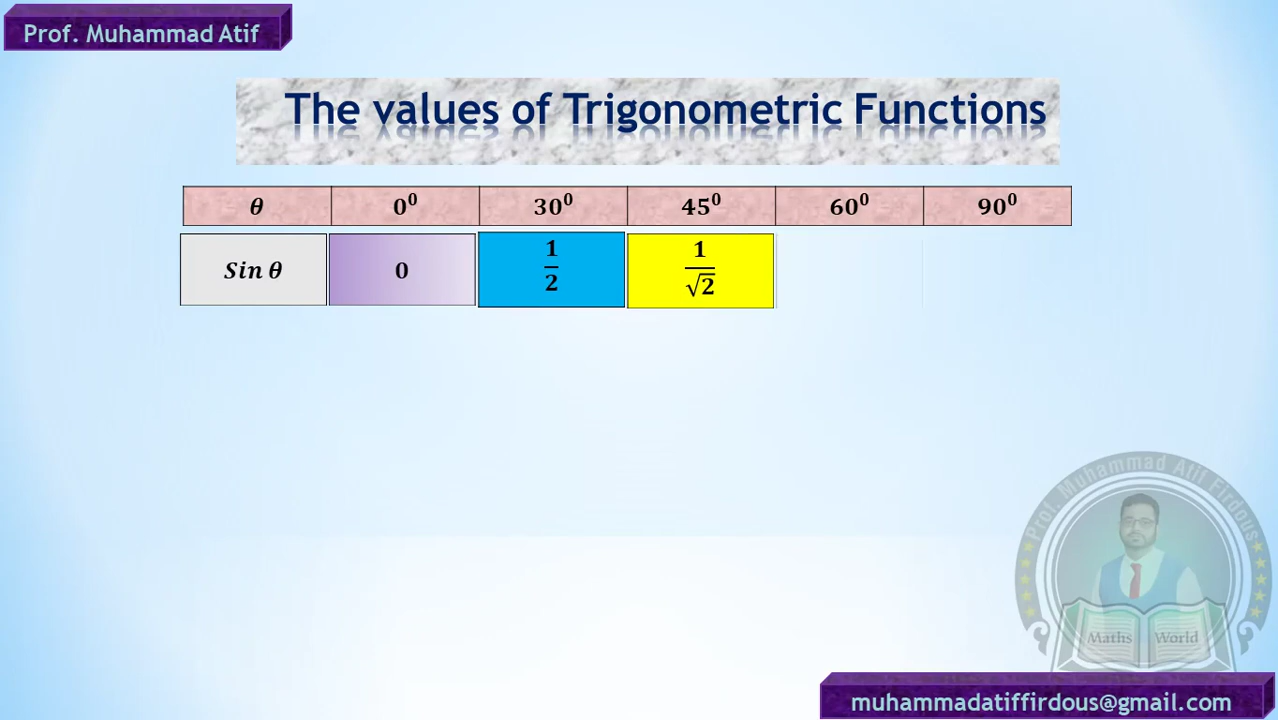 Prof. Muhammad Atif
The values of Trigonometric Functions
θ 0⁰ 30⁰ 45⁰ 60⁰ 90⁰
Sin θ 0 1/2 1/√2
Prof. Muhammad Atif Firdous
Maths World
muhammadatiffirdous@gmail.com